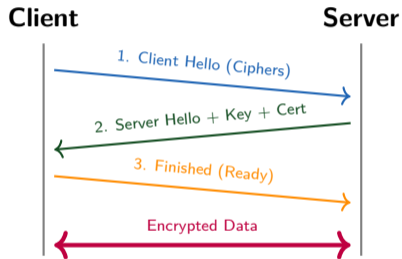 Client
Server
1. Client Hello (Ciphers)
2. Server Hello + Key + Cert
3. Finished (Ready)
Encrypted Data